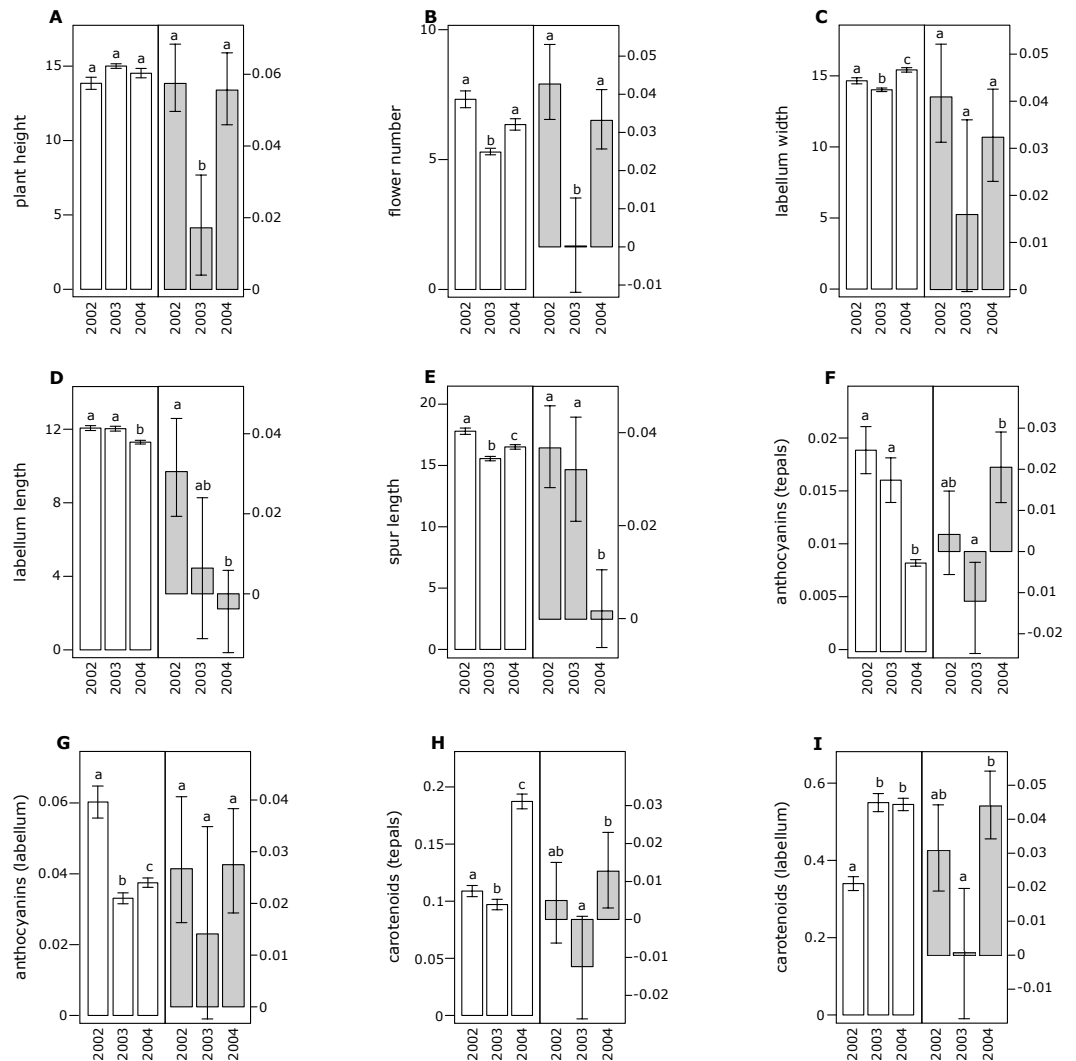 A
plant height
15
10
5
0
a a a
a b a
0.06
0.04
0.02
0
2002 2003 2004 2002 2003 2004
B
flower number
10
5
0
a b a
a b a
0.05
0.04
0.03
0.02
0.01
0
-0.01
2002 2003 2004 2002 2003 2004
C
labellum width
15
10
5
0
a b c
a a a
0.05
0.04
0.03
0.02
0.01
0
2002 2003 2004 2002 2003 2004
D
labellum length
12
8
4
0
a a b
a ab b
0.04
0.02
0
2002 2003 2004 2002 2003 2004
E
spur length
20
15
10
5
0
a b c
a a b
0.04
0.02
0
2002 2003 2004 2002 2003 2004
F
anthocyanins (tepals)
0.02
0.015
0.01
0.005
0
a a b
ab a b
0.03
0.02
0.01
0
-0.01
-0.02
2002 2003 2004 2002 2003 2004
G
anthocyanins (labellum)
0.06
0.04
0.02
0
a b c
a a a
0.04
0.03
0.02
0.01
0
2002 2003 2004 2002 2003 2004
H
carotenoids (tepals)
0.2
0.15
0.1
0.05
0
a b c
ab a b
0.03
0.02
0.01
0
-0.01
-0.02
2002 2003 2004 2002 2003 2004
I
carotenoids (labellum)
0.6
0.4
0.2
0
a b b
ab a b
0.05
0.04
0.03
0.02
0.01
0
-0.01
2002 2003 2004 2002 2003 2004